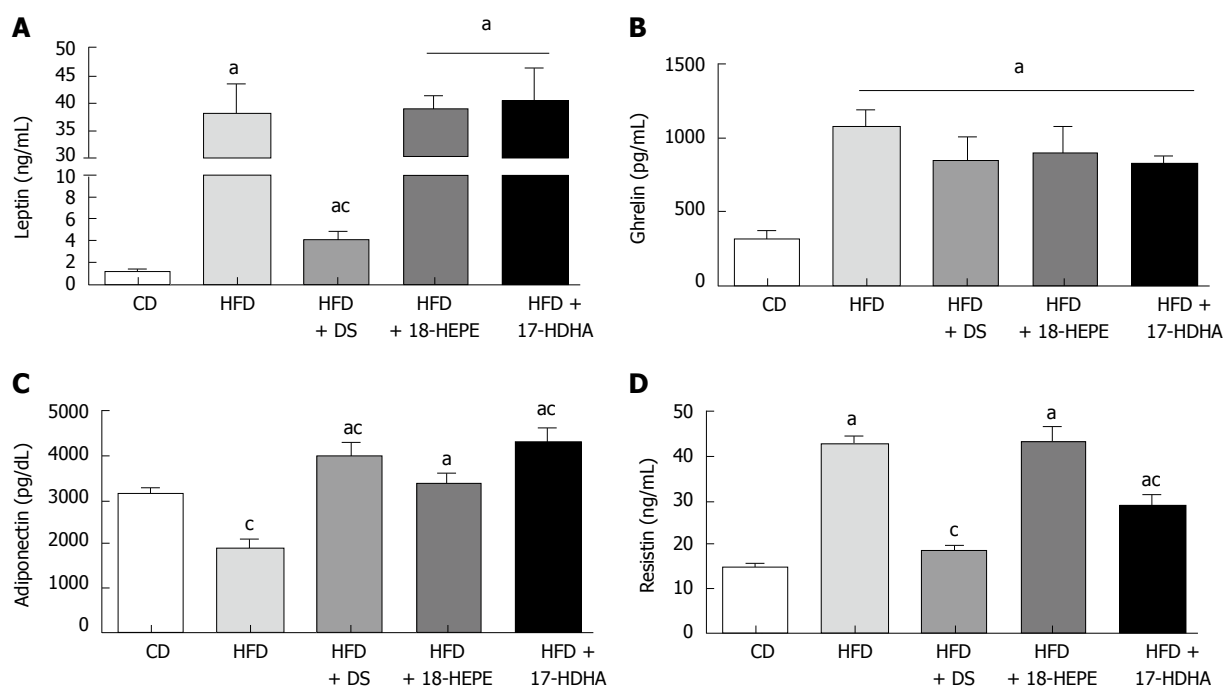 A
a
a
ac
50
45
40
35
30
10
8
6
4
2
0
Leptin (ng/mL)
CD
HFD
HFD
HFD
HFD +
+ DS
+ 18-HEPE
17-HDHA
B
a
1500
1000
500
0
Ghrelin (pg/mL)
CD
HFD
HFD
HFD
HFD +
+ DS
+ 18-HEPE
17-HDHA
C
c
ac
a
ac
5000
4000
3000
2000
1000
0
Adiponectin (pg/dL)
CD
HFD
HFD
HFD
HFD +
+ DS
+ 18-HEPE
17-HDHA
D
a
c
a
ac
50
40
30
20
10
0
Resistin (ng/mL)
CD
HFD
HFD
HFD
HFD +
+ DS
+ 18-HEPE
17-HDHA